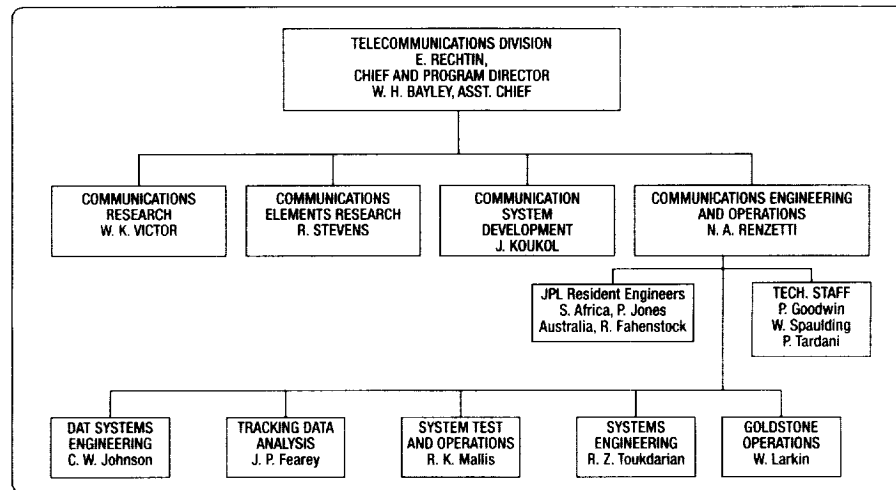 TELECOMMUNICATIONS DIVISION
E. RECHTIN,
CHIEF AND PROGRAM DIRECTOR
W. H. BAYLEY, ASST. CHIEF
COMMUNICATIONS
RESEARCH
W. K. VICTOR
COMMUNICATIONS
ELEMENTS RESEARCH
R. STEVENS
COMMUNICATION
SYSTEM
DEVELOPMENT
J. KOUKOL
COMMUNICATIONS ENGINEERING
AND OPERATIONS
N. A. RENZETTI
JPL Resident Engineers
S. Africa, P. Jones
Australia, R. Fahenstock
TECH. STAFF
P. Goodwin
W. Spaulding
P. Tardani
DAT SYSTEMS
ENGINEERING
C. W. Johnson
TRACKING DATA
ANALYSIS
J. P. Fearey
SYSTEM TEST
AND OPERATIONS
R. K. Mallis
SYSTEMS
ENGINEERING
R. Z. Toukdarian
GOLDSTONE
OPERATIONS
W. Larkin